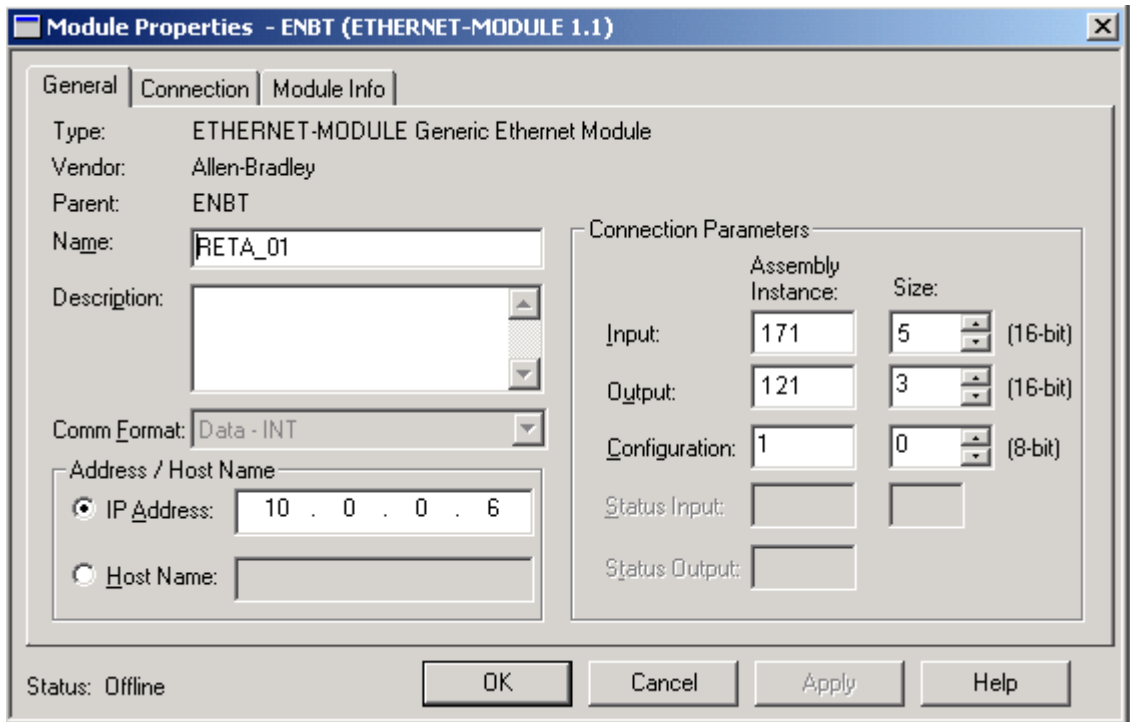 Module Properties - ENBT (ETHERNET-MODULE 1.1)
General Connection Module Info
Type: ETHERNET-MODULE Generic Ethernet Module
Vendor: Allen-Bradley
Parent: ENBT
Name: RETA_01
Description:
Comm Format: Data - INT
Address / Host Name
IP Address: 10 . 0 . 0 . 6
Host Name:
Connection Parameters
Assembly
Instance: Size:
Input: 171 5 (16-bit)
Output: 121 3 (16-bit)
Configuration: 1 0 (8-bit)
Status Input:
Status Output:
Status: Offline
OK Cancel Apply Help